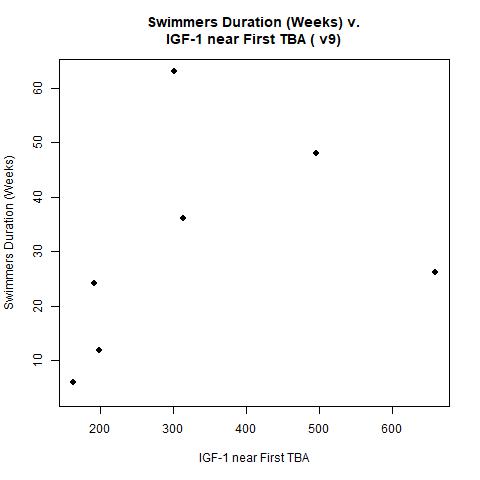 Swimmers Duration (Weeks) v.
IGF-1 near First TBA ( v9)
Swimmers Duration (Weeks)
60
50
40
30
20
10
200 300 400 500 600
IGF-1 near First TBA